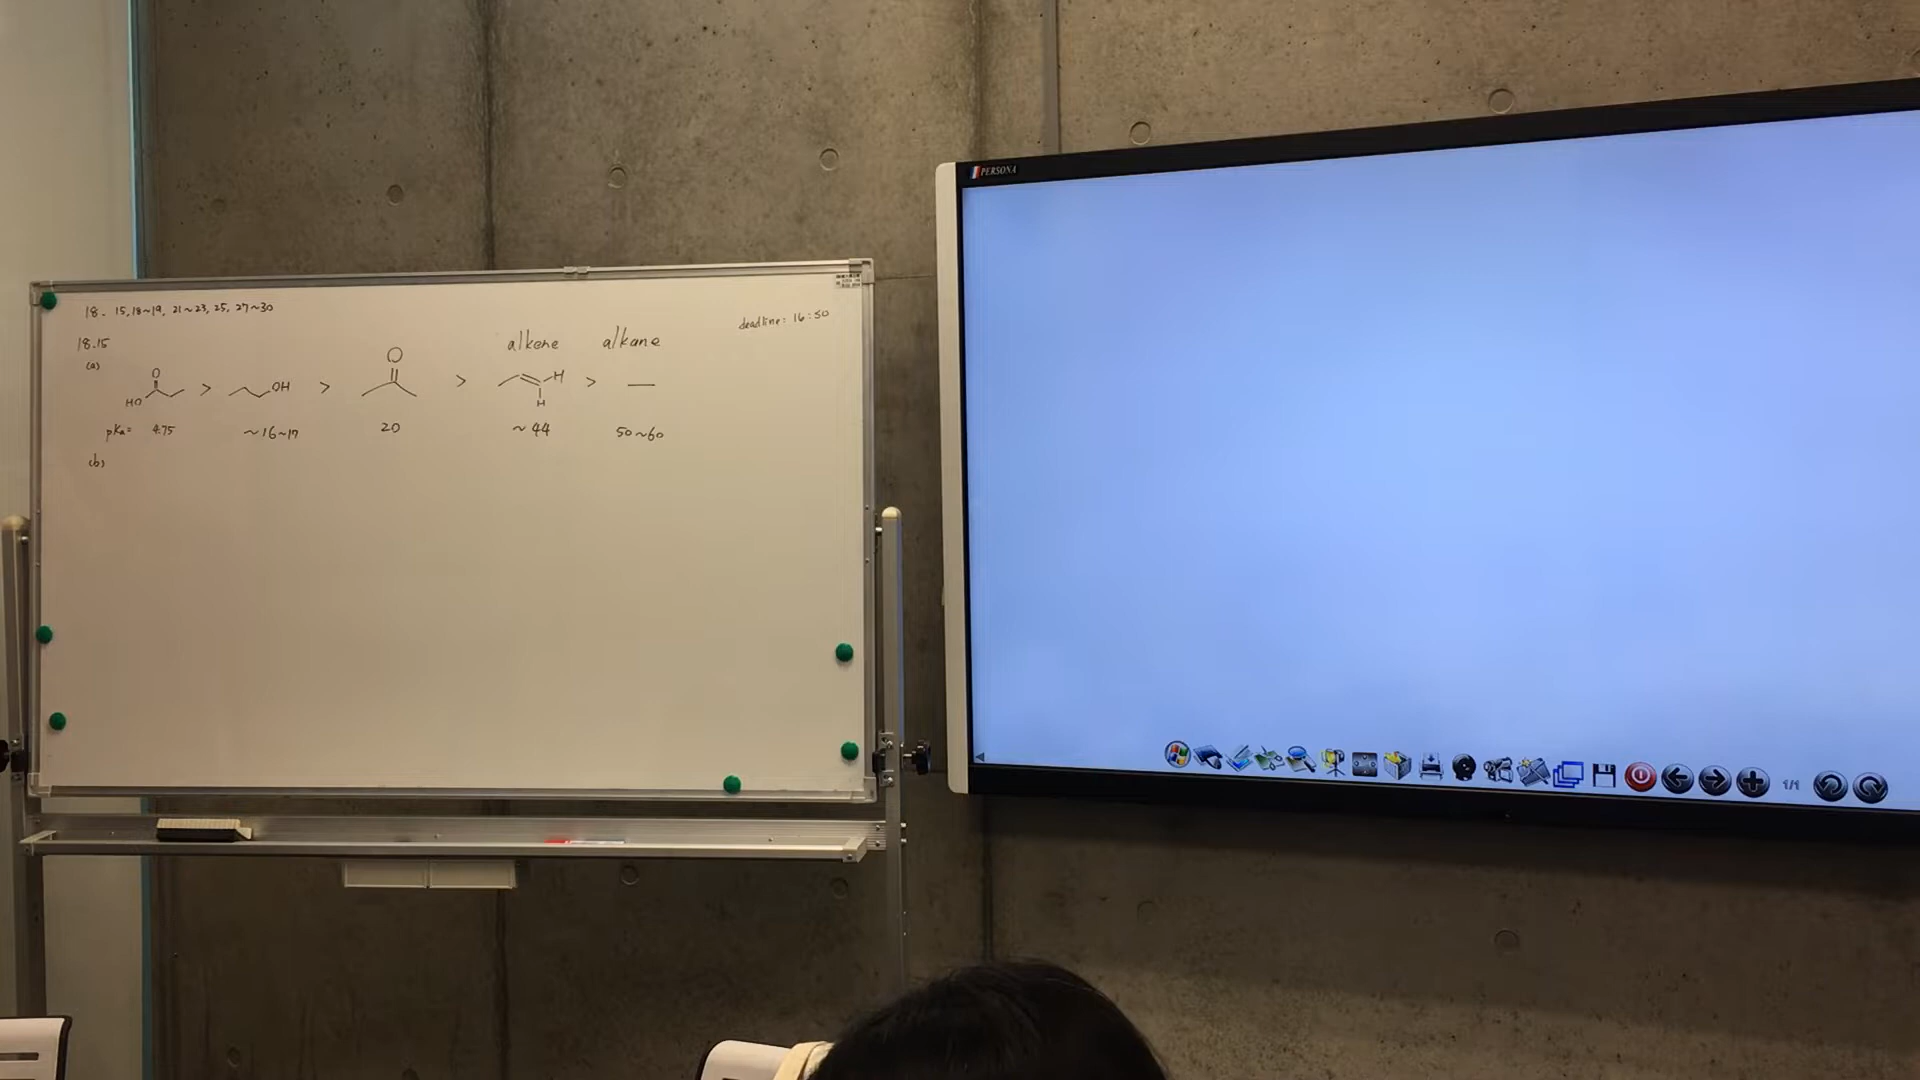 18. 15, 18~19, 21~23, 25, 27~30
deadline: 16:50
18.15
alkene alkane
(a)
O
O
HO > OH > > H > 
H
pKa= 4.75 ~16~17 20 ~44 50~60
(b)
PERSONA
1/1